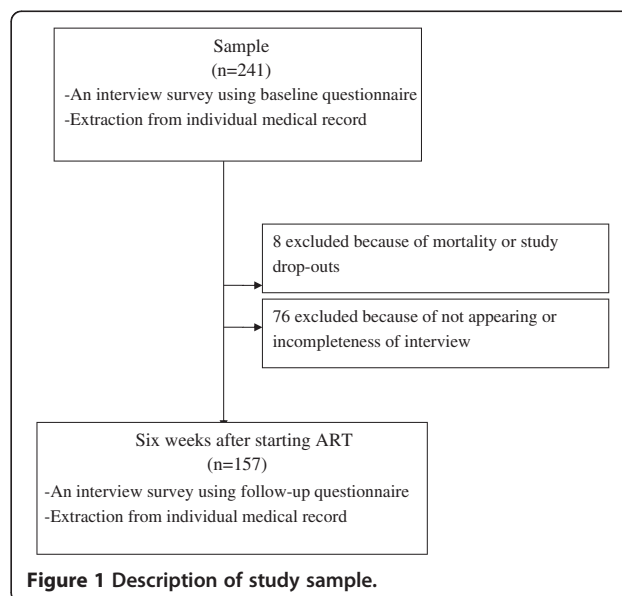 Sample
(n=241)
-An interview survey using baseline questionnaire
-Extraction from individual medical record
8 excluded because of mortality or study
drop-outs
76 excluded because of not appearing or
incompleteness of interview
Six weeks after starting ART
(n=157)
-An interview survey using follow-up questionnaire
-Extraction from individual medical record
Figure 1 Description of study sample.